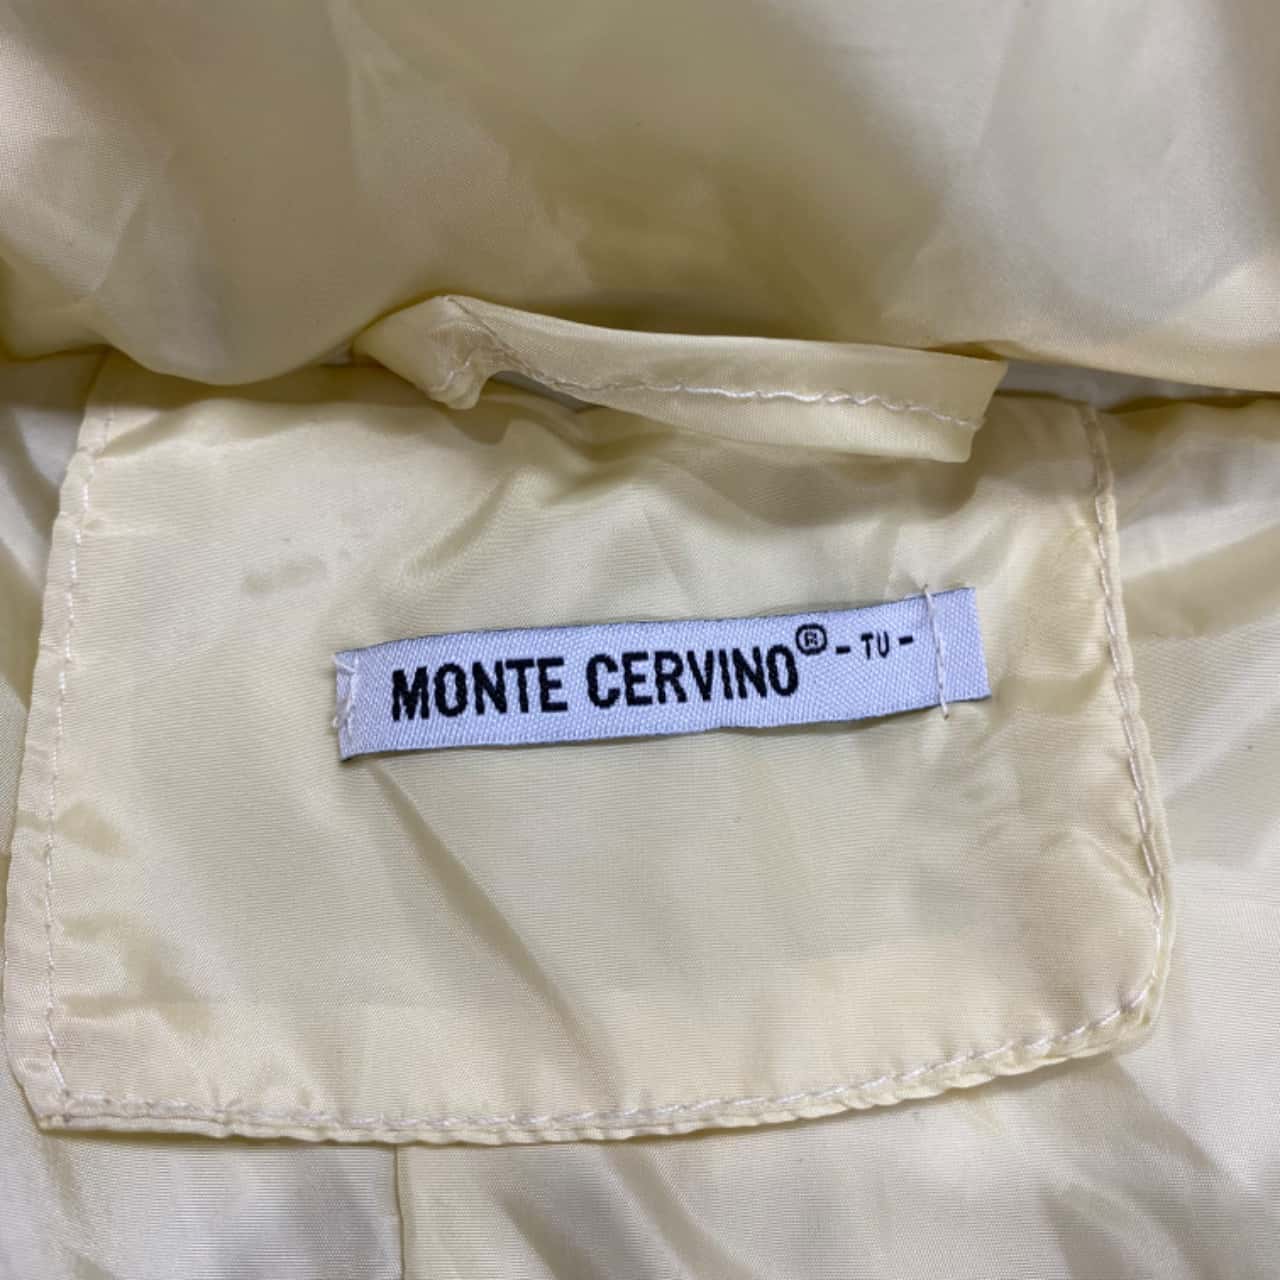 MONTE CERVINO® - TU -